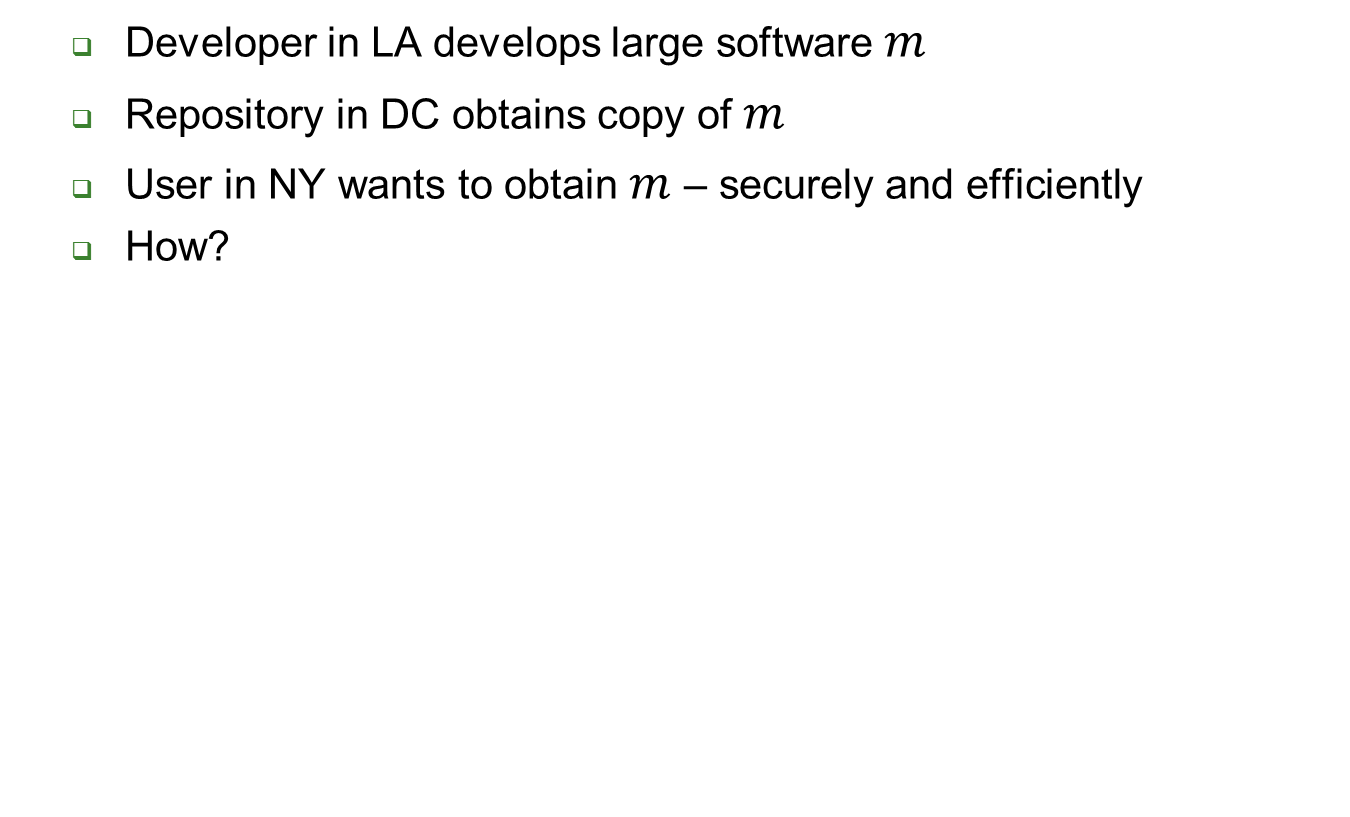 Developer in LA develops large software 𝑚
Repository in DC obtains copy of 𝑚
User in NY wants to obtain 𝑚 – securely and efficiently
How?